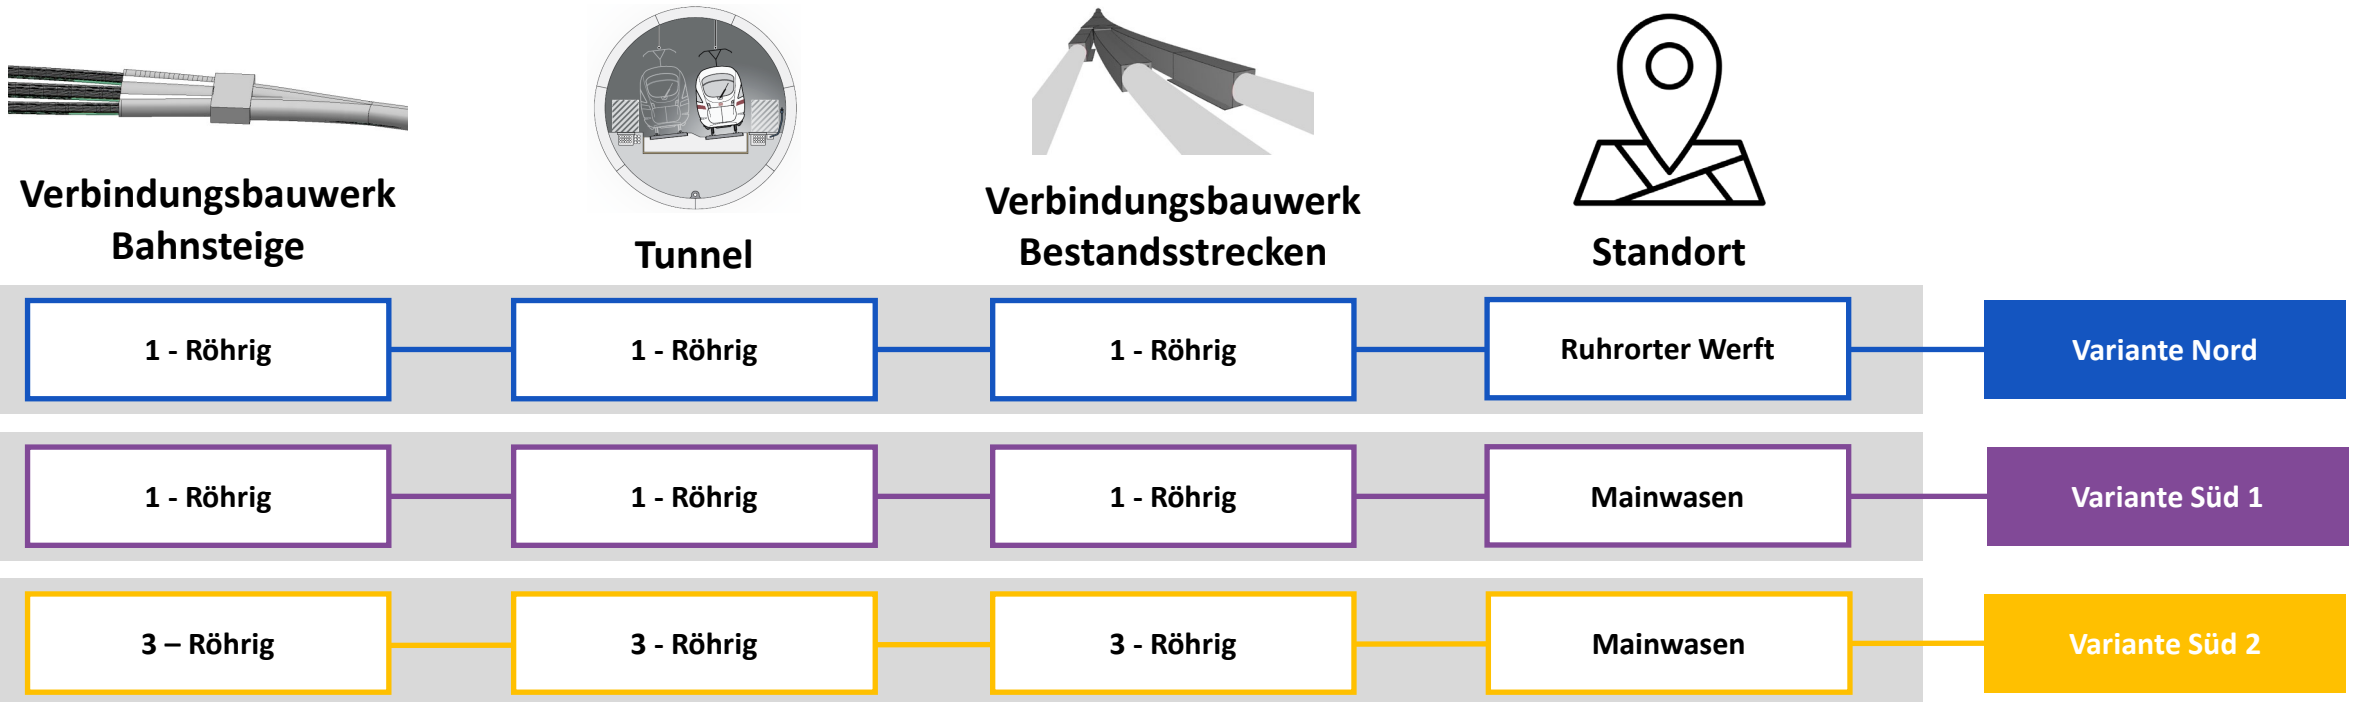 Verbindungsbauwerk
Bahnsteige
Tunnel
Verbindungsbauwerk
Bestandsstrecken
Standort
1 - Röhrig
1 - Röhrig
1 - Röhrig
Ruhrorter Werft
Variante Nord
1 - Röhrig
1 - Röhrig
1 - Röhrig
Mainwasen
Variante Süd 1
3 – Röhrig
3 - Röhrig
3 - Röhrig
Mainwasen
Variante Süd 2